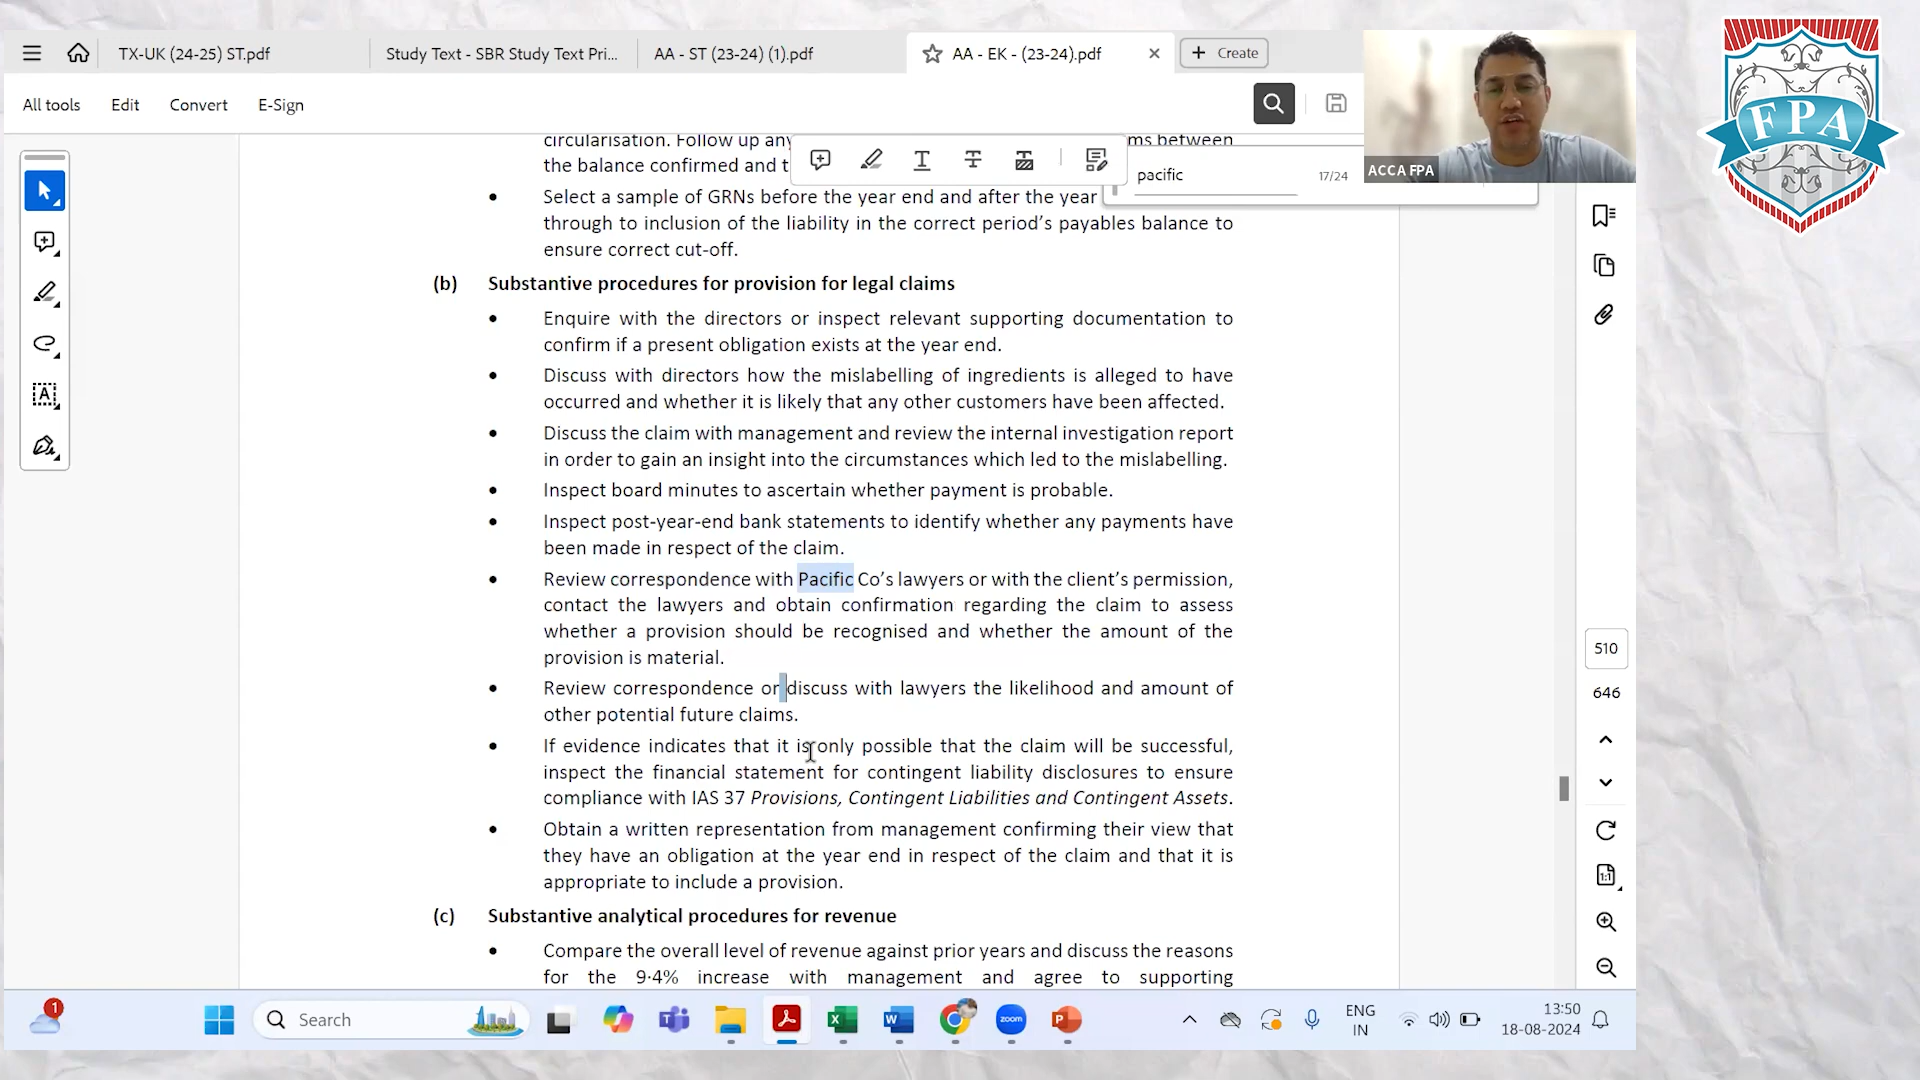 TX-UK (24-25) ST.pdf
Study Text - SBR Study Text Pri...
AA - ST (23-24) (1).pdf
AA - EK - (23-24).pdf
Create
All tools
Edit
Convert
E-Sign
pacific
17/24
ACCA FPA
FPA
circularisation. Follow up any
ms between
the balance confirmed and t
• Select a sample of GRNs before the year end and after the year
through to inclusion of the liability in the correct period's payables balance to
ensure correct cut-off.
(b) Substantive procedures for provision for legal claims
• Enquire with the directors or inspect relevant supporting documentation to
confirm if a present obligation exists at the year end.
• Discuss with directors how the mislabelling of ingredients is alleged to have
occurred and whether it is likely that any other customers have been affected.
• Discuss the claim with management and review the internal investigation report
in order to gain an insight into the circumstances which led to the mislabelling.
• Inspect board minutes to ascertain whether payment is probable.
• Inspect post-year-end bank statements to identify whether any payments have
been made in respect of the claim.
• Review correspondence with Pacific Co's lawyers or with the client's permission,
contact the lawyers and obtain confirmation regarding the claim to assess
whether a provision should be recognised and whether the amount of the
provision is material.
• Review correspondence or discuss with lawyers the likelihood and amount of
other potential future claims.
• If evidence indicates that it is only possible that the claim will be successful,
inspect the financial statement for contingent liability disclosures to ensure
compliance with IAS 37 Provisions, Contingent Liabilities and Contingent Assets.
• Obtain a written representation from management confirming their view that
they have an obligation at the year end in respect of the claim and that it is
appropriate to include a provision.
(c) Substantive analytical procedures for revenue
• Compare the overall level of revenue against prior years and discuss the reasons
for the 9·4% increase with management and agree to supporting
510
646
1
Search
zoom
ENG
IN
13:50
18-08-2024